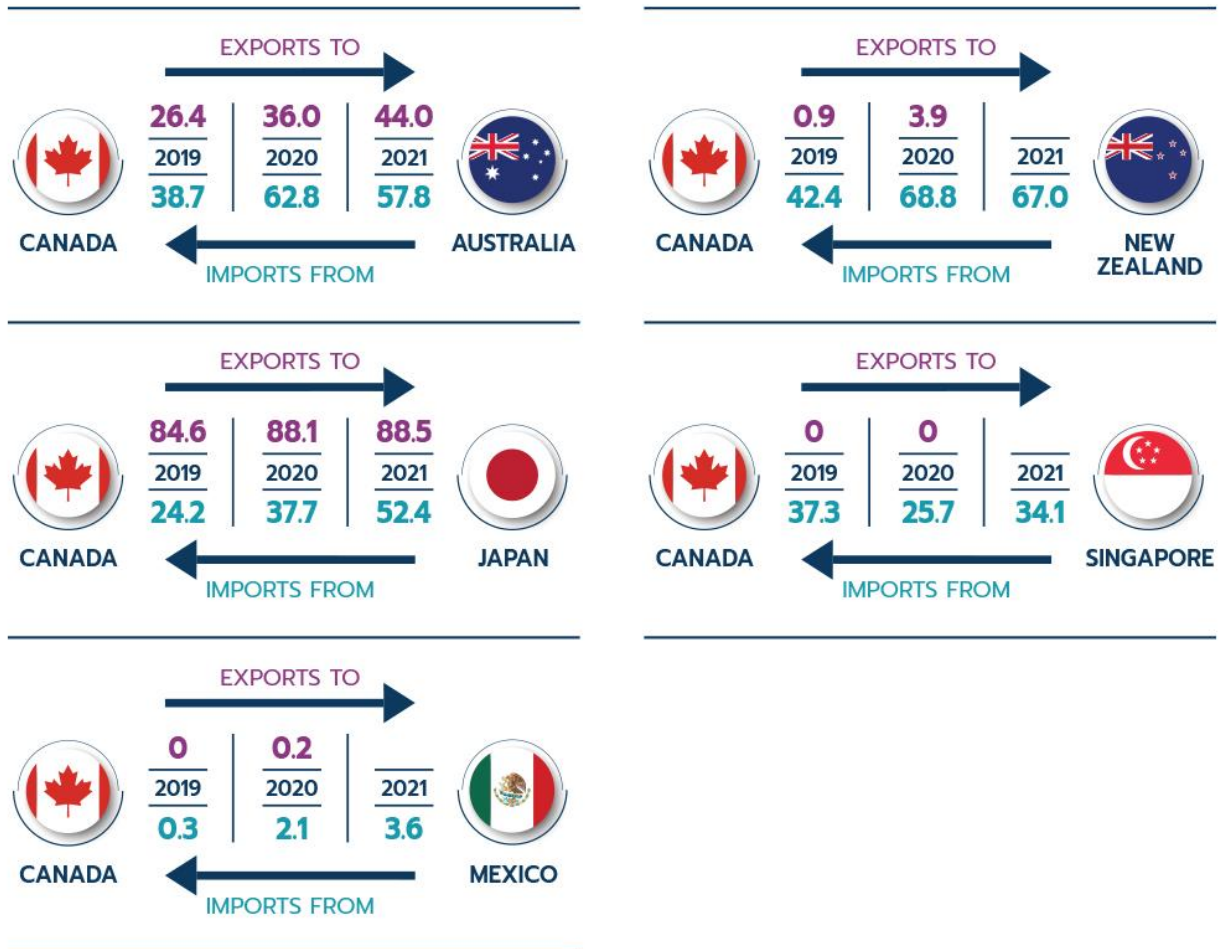 EXPORTS TO
26.4 36.0 44.0
2019 2020 2021
38.7 62.8 57.8
CANADA AUSTRALIA
IMPORTS FROM
EXPORTS TO
0.9 3.9
2019 2020 2021
42.4 68.8 67.0
CANADA NEW
ZEALAND
IMPORTS FROM
EXPORTS TO
84.6 88.1 88.5
2019 2020 2021
24.2 37.7 52.4
CANADA JAPAN
IMPORTS FROM
EXPORTS TO
0 0
2019 2020 2021
37.3 25.7 34.1
CANADA SINGAPORE
IMPORTS FROM
EXPORTS TO
0 0.2
2019 2020 2021
0.3 2.1 3.6
CANADA MEXICO
IMPORTS FROM